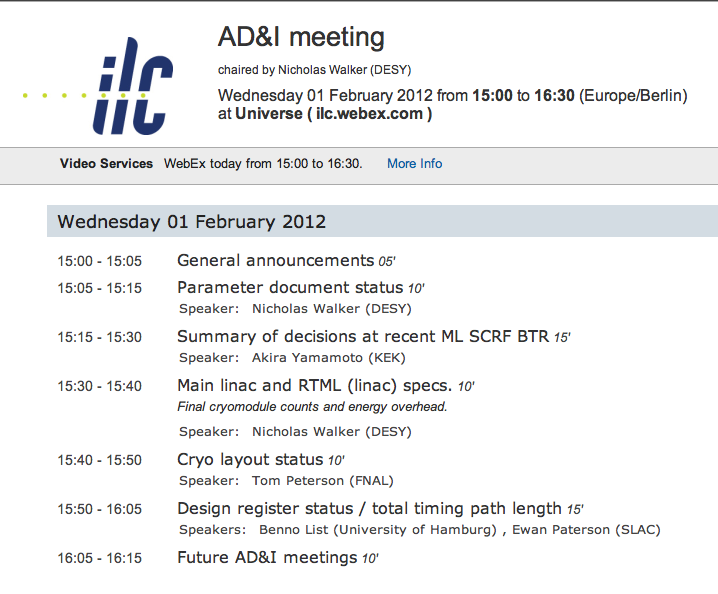 ilc
AD&I meeting
chaired by Nicholas Walker (DESY)
Wednesday 01 February 2012 from 15:00 to 16:30 (Europe/Berlin)
at Universe ( ilc.webex.com )
Video Services WebEx today from 15:00 to 16:30. More Info
Wednesday 01 February 2012
15:00 - 15:05 General announcements 05'
15:05 - 15:15 Parameter document status 10'
Speaker: Nicholas Walker (DESY)
15:15 - 15:30 Summary of decisions at recent ML SCRF BTR 15'
Speaker: Akira Yamamoto (KEK)
15:30 - 15:40 Main linac and RTML (linac) specs. 10'
Final cryomodule counts and energy overhead.
Speaker: Nicholas Walker (DESY)
15:40 - 15:50 Cryo layout status 10'
Speaker: Tom Peterson (FNAL)
15:50 - 16:05 Design register status / total timing path length 15'
Speakers: Benno List (University of Hamburg) , Ewan Paterson (SLAC)
16:05 - 16:15 Future AD&I meetings 10'